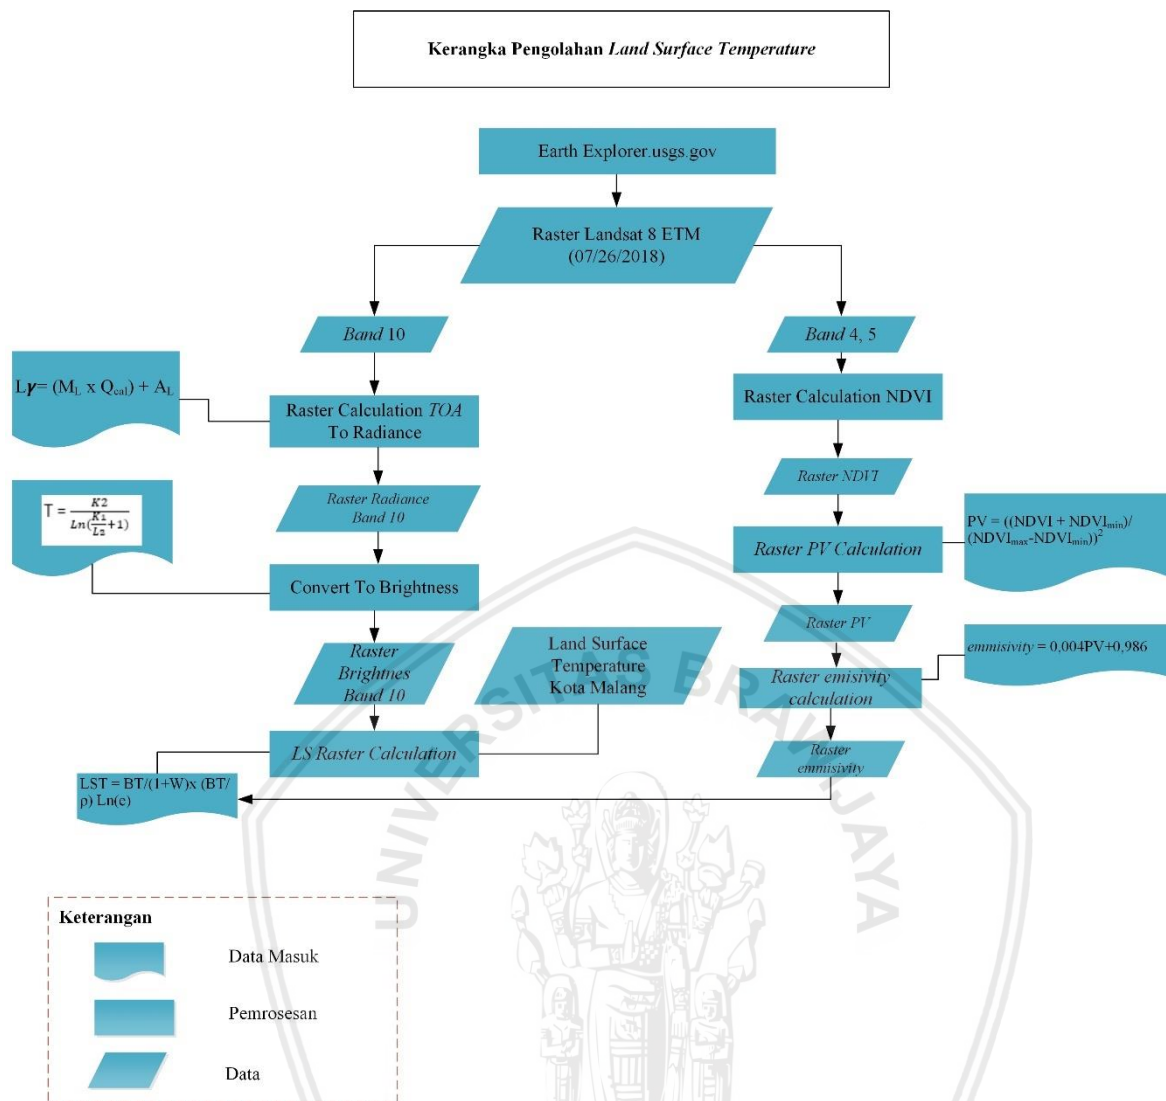 Kerangka Pengolahan Land Surface Temperature
Earth Explorer.usgs.gov
Raster Landsat 8 ETM
(07/26/2018)
Band 10
Band 4, 5
Lγ= (ML x Qcal) + AL
Raster Calculation TOA
To Radiance
Raster Calculation NDVI
Raster Radiance
Band 10
Raster NDVI
T = K2 / Ln(K1/Ls+1)
PV = ((NDVI + NDVImin)/
(NDVImax-NDVImin))²
Raster PV Calculation
Convert To Brightness
Raster PV
Raster
Brightnes
Band 10
Land Surface
Temperature
Kota Malang
emmisivity = 0,004PV+0,986
Raster emisivity
calculation
LS Raster Calculation
Raster
emmisivity
LST = BT/(1+W)x (BT/
ρ) Ln(e)
UNIVERSITAS BRAWIJAYA
Keterangan
Data Masuk
Pemrosesan
Data